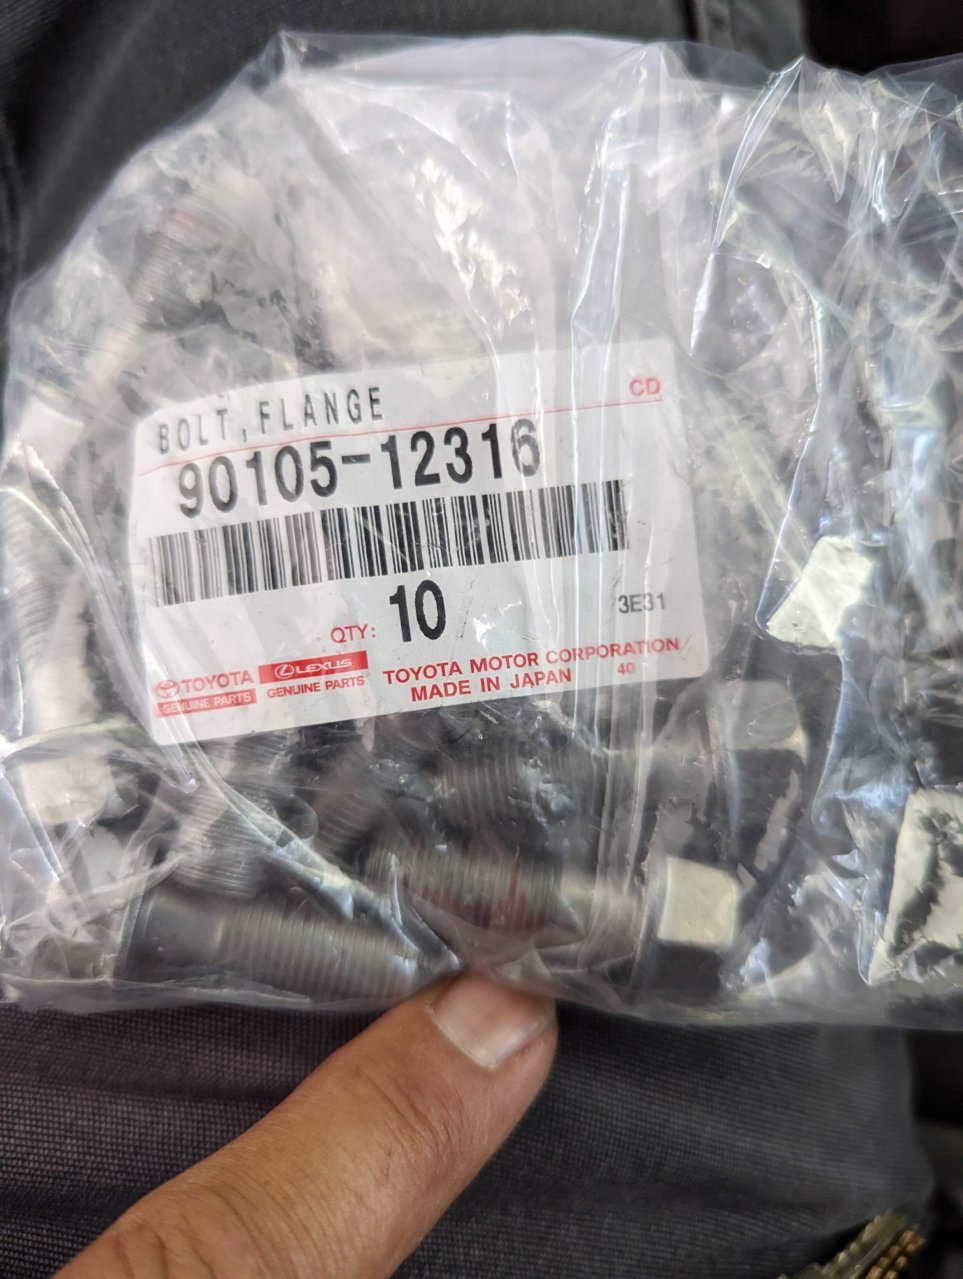 CD
BOLT, FLANGE
90105-12316
QTY: 10
3E31
TOYOTA
GENUINE PARTS
LEXUS
GENUINE PARTS
TOYOTA MOTOR CORPORATION
MADE IN JAPAN 40